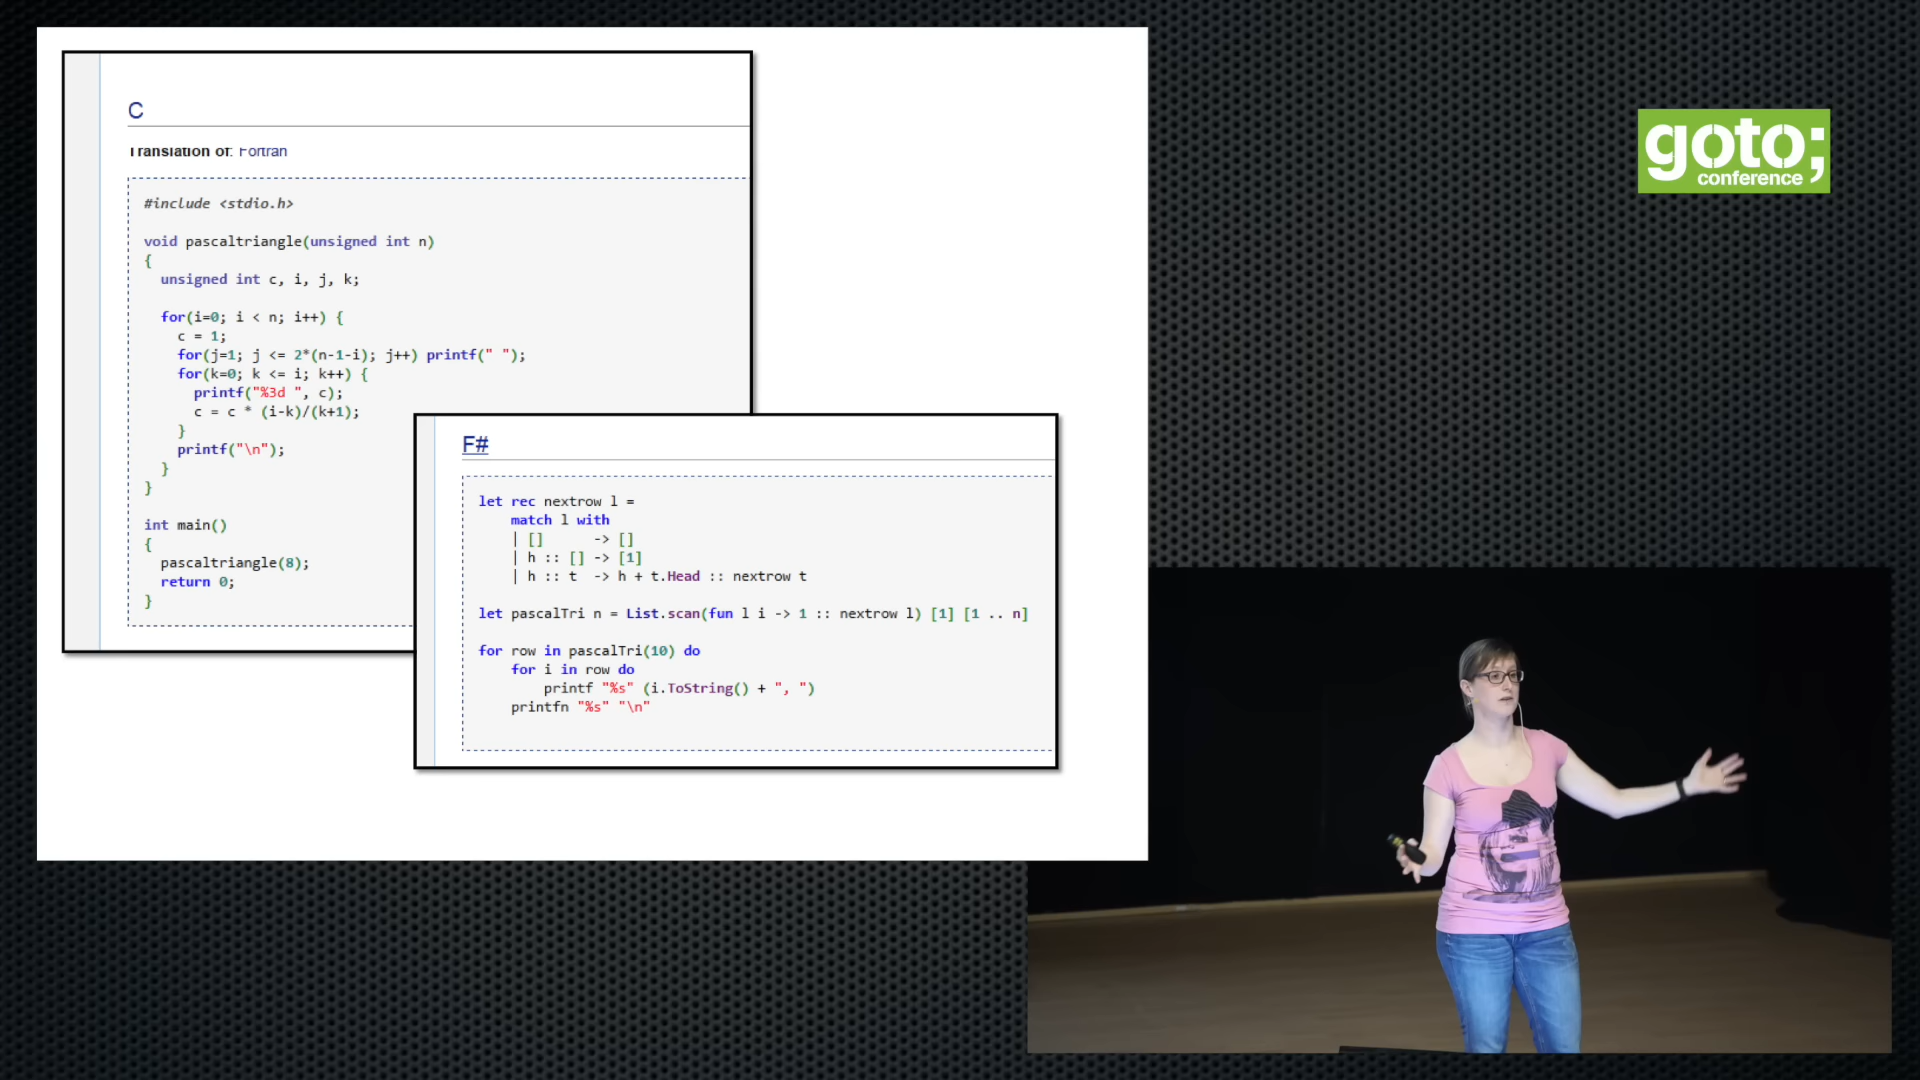 C
Translation of: Fortran
#include <stdio.h>
void pascaltriangle(unsigned int n)
{
  unsigned int c, i, j, k;
  for(i=0; i < n; i++) {
    c = 1;
    for(j=1; j <= 2*(n-1-i); j++) printf(" ");
    for(k=0; k <= i; k++) {
      printf("%3d ", c);
      c = c * (i-k)/(k+1);
    }
    printf("\n");
  }
}
int main()
{
  pascaltriangle(8);
  return 0;
}
F#
let rec nextrow l =
    match l with
    | []      -> []
    | h :: [] -> [1]
    | h :: t  -> h + t.Head :: nextrow t
let pascalTri n = List.scan(fun l i -> 1 :: nextrow l) [1] [1 .. n]
for row in pascalTri(10) do
    for i in row do
        printf "%s" (i.ToString() + ", ")
    printfn "%s" "\n"
goto;
conference